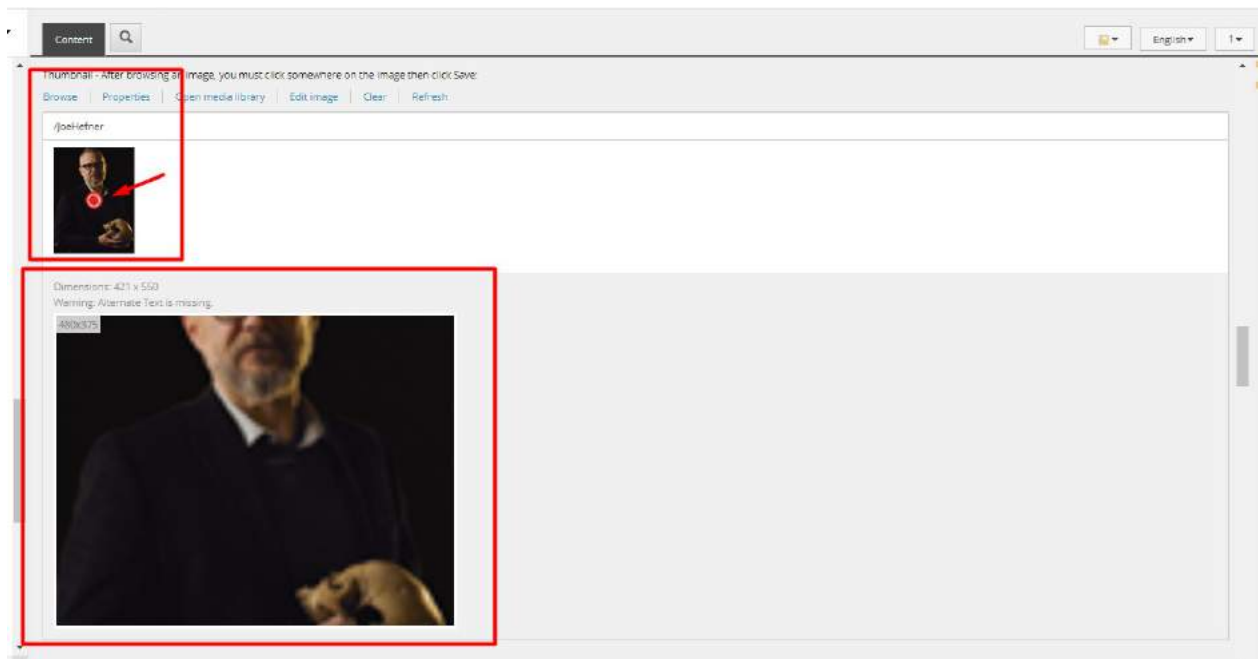 Content
English
1
Thumbnail - After browsing an image, you must click somewhere on the image then click Save:
Browse Properties Open media library Edit image Clear Refresh
/JoeHefner
Dimensions: 421 x 550
Warning: Alternate Text is missing.
480x375